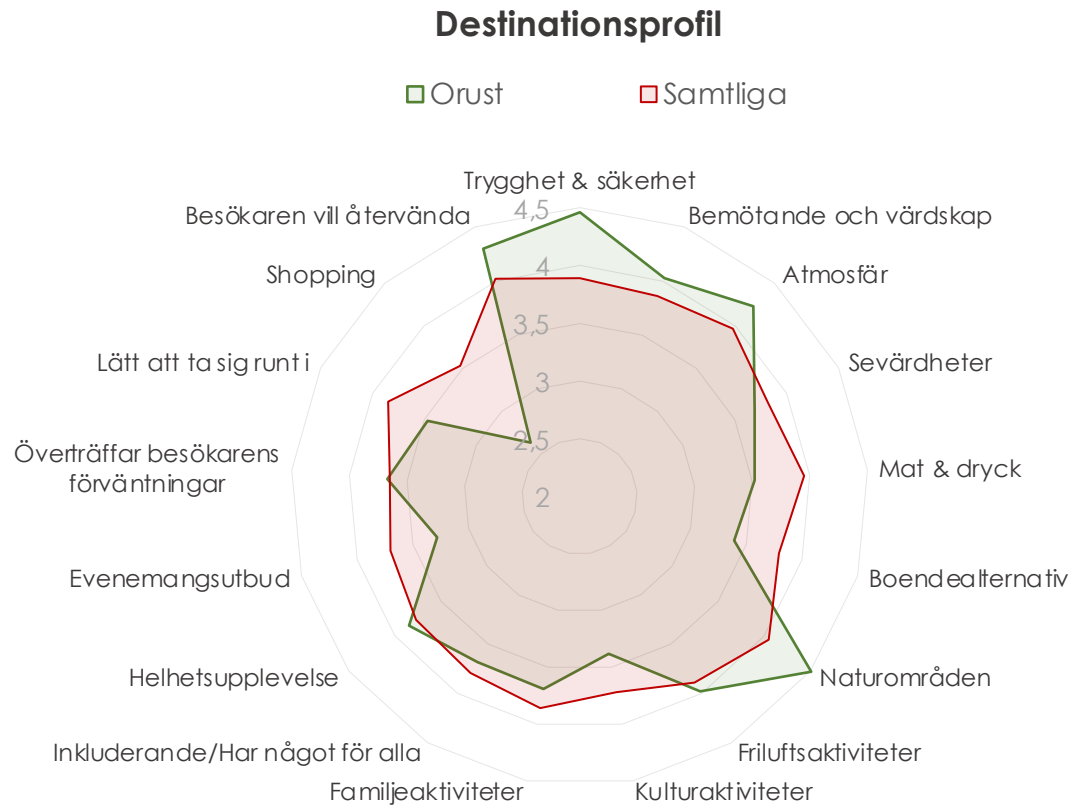 Destinationsprofil
Orust
Samtliga
Trygghet & säkerhet
Besökaren vill återvända
4,5
Bemötande och värdskap
Shopping
4
Atmosfär
3,5
Lätt att ta sig runt i
Sevärdheter
3
2,5
Överträffar besökarens
förväntningar
Mat & dryck
2
Evenemangsutbud
Boendealternativ
Helhetsupplevelse
Naturområden
Inkluderande/Har något för alla
Friluftsaktiviteter
Familjeaktiviteter
Kulturaktiviteter